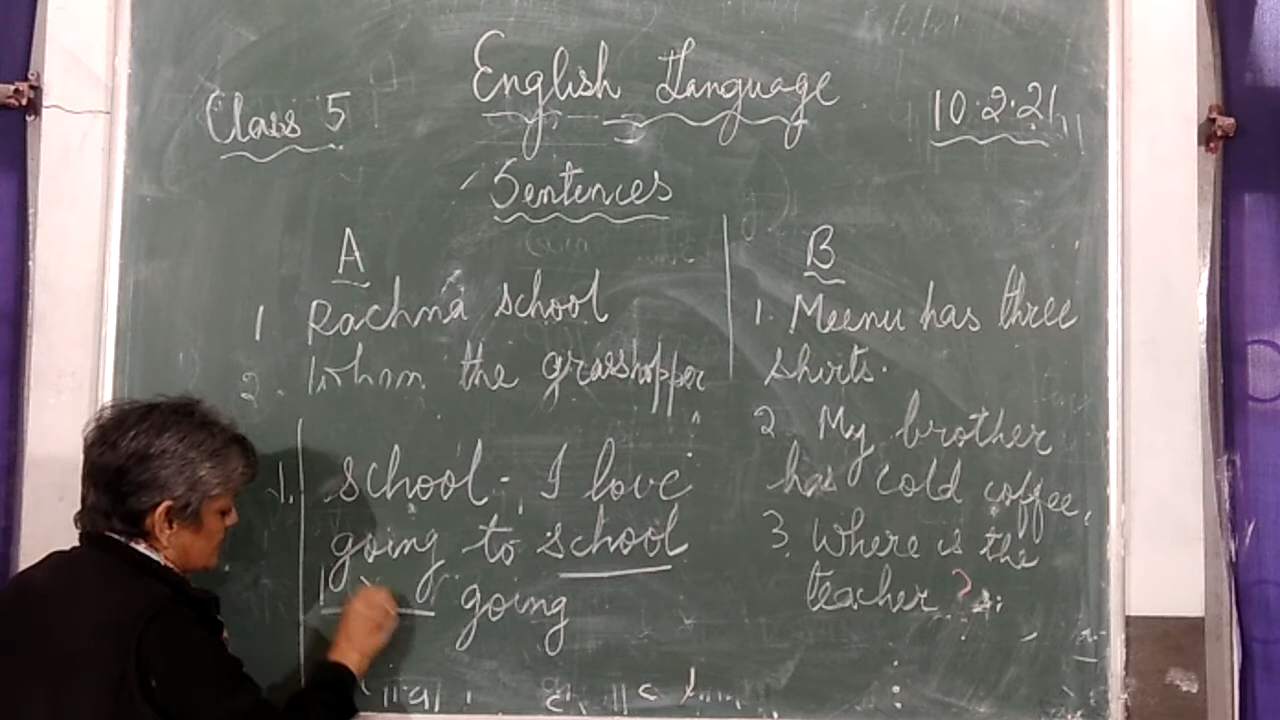 English Language
Class 5
10.2.21
Sentences
A
1 Rachna school
2. When the grasshopper
1. school - I love
going to school
going
B
1. Meenu has three
shirts.
2. My brother
has cold coffee.
3. Where is the
teacher ?